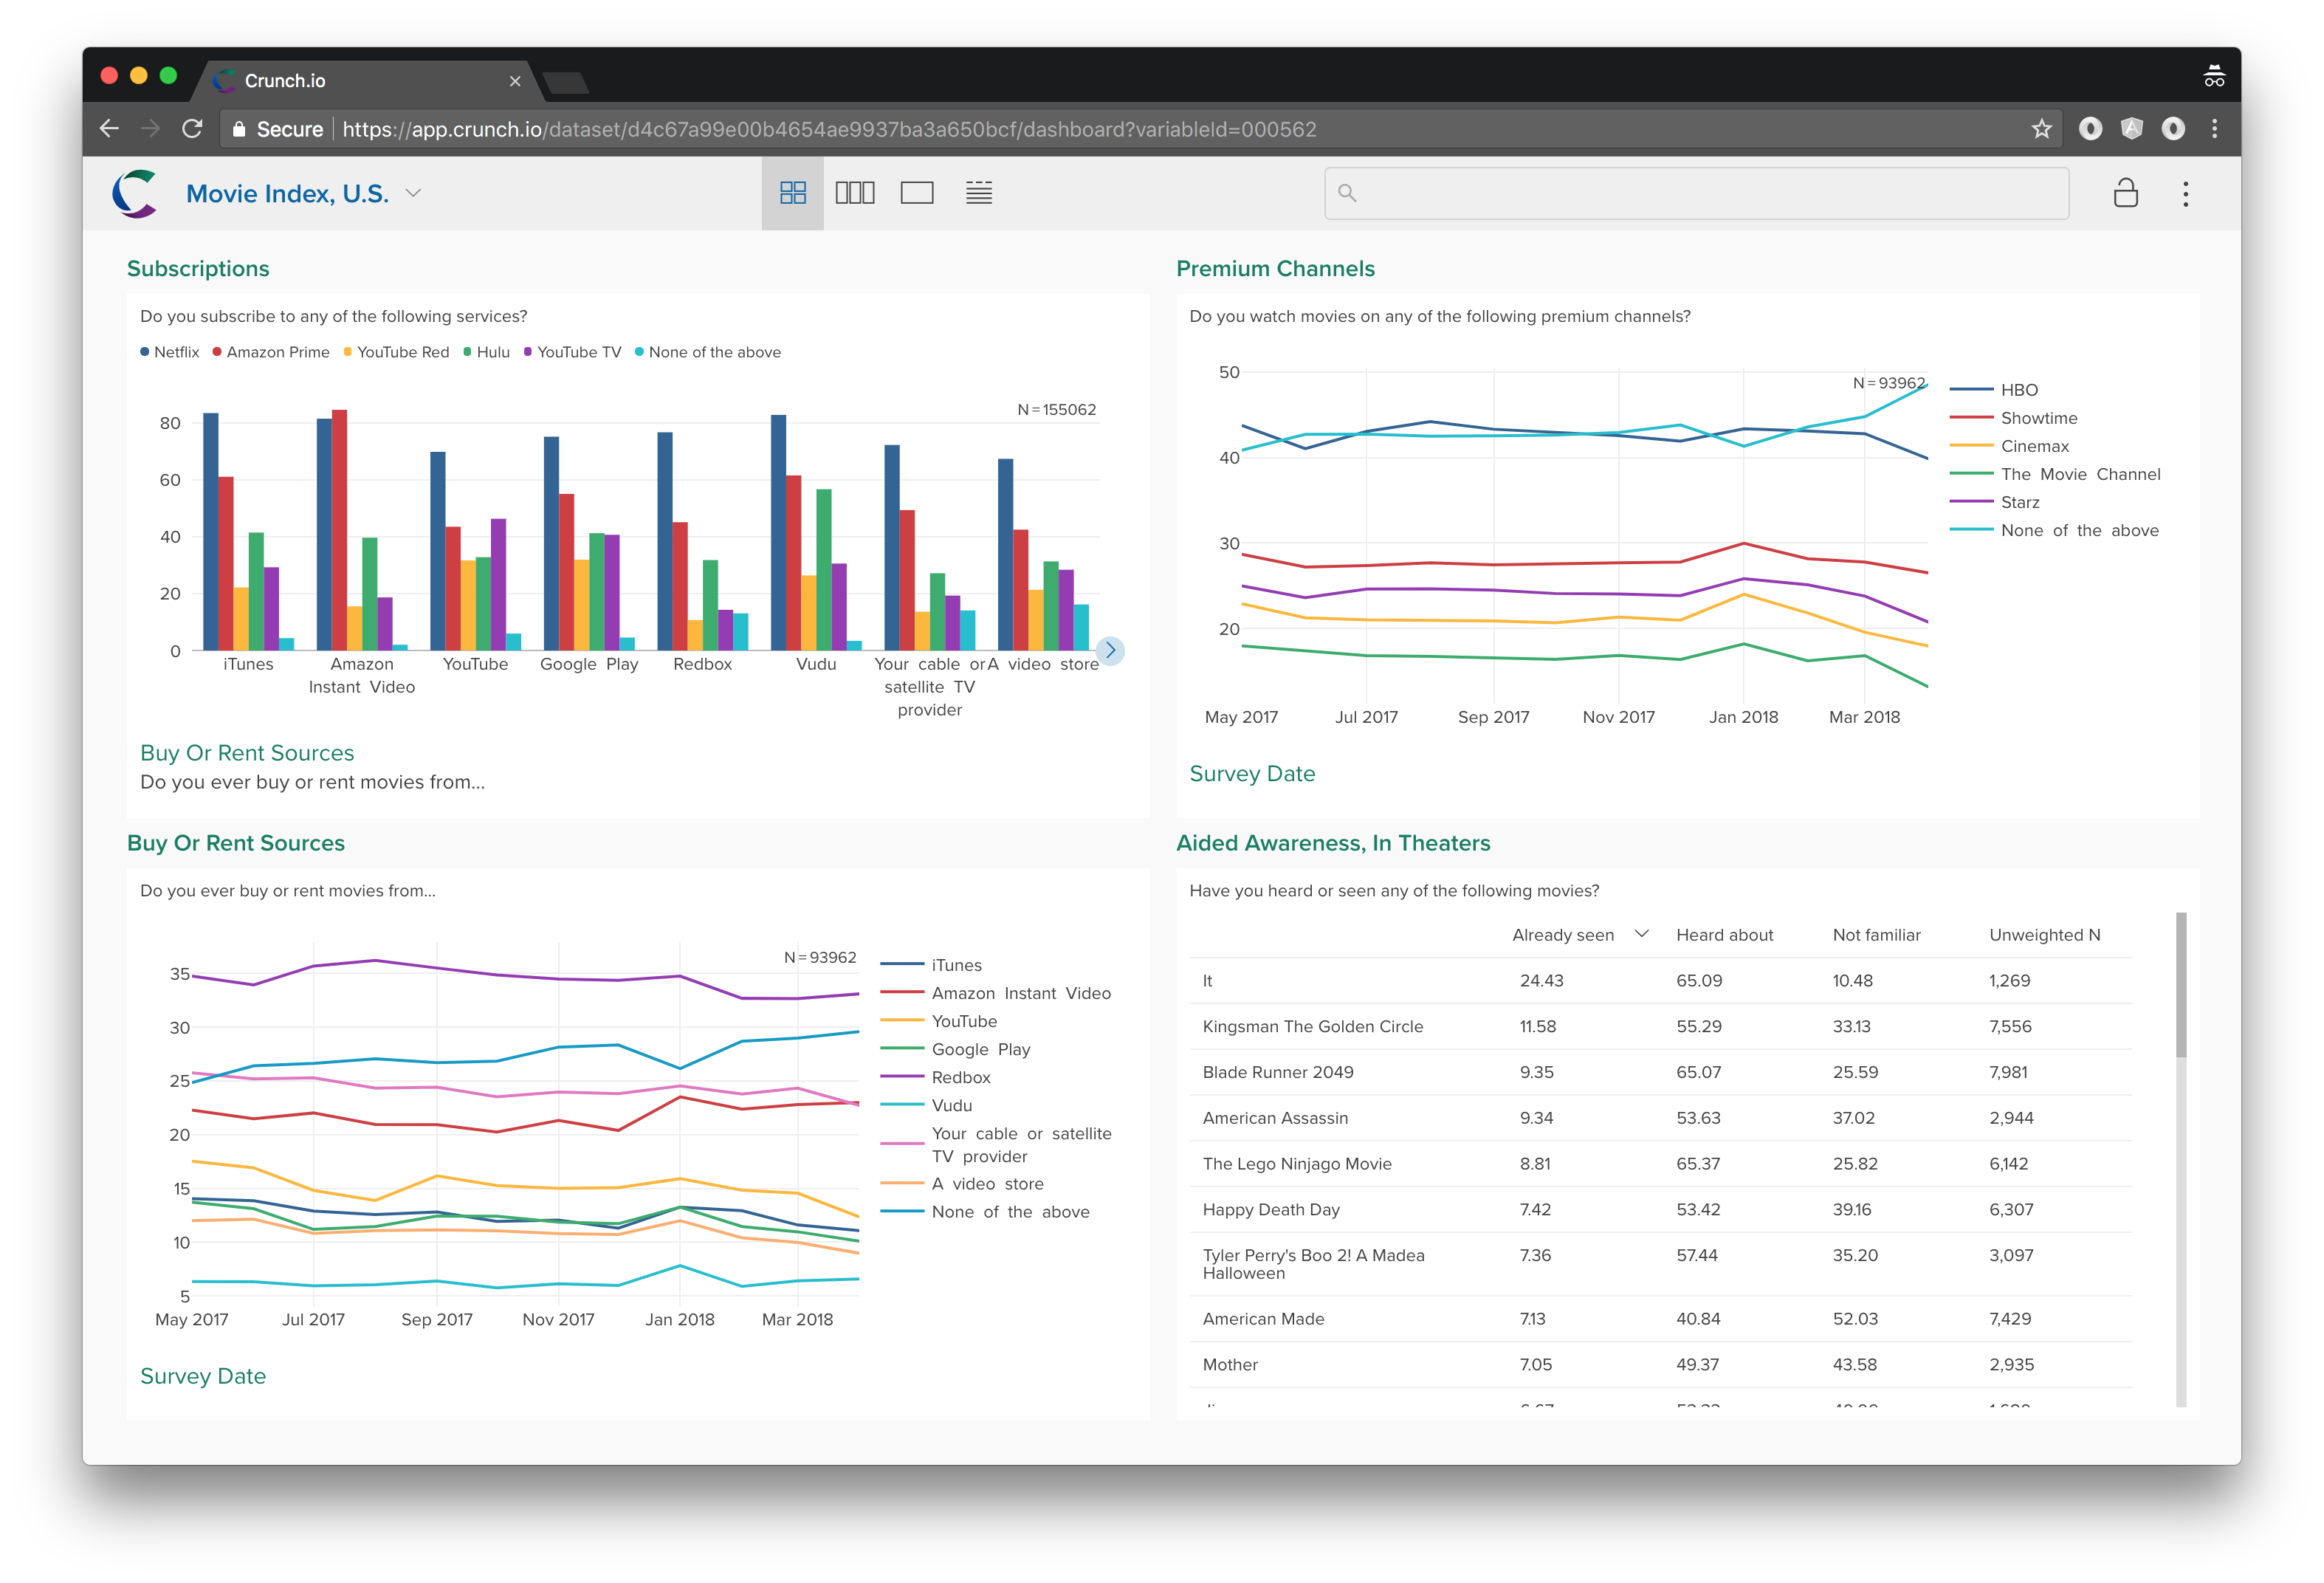 Crunch.io
Secure https://app.crunch.io/dataset/d4c67a99e00b4654ae9937ba3a650bcf/dashboard?variableId=000562
Movie Index, U.S.
Subscriptions
Do you subscribe to any of the following services?
Netflix Amazon Prime YouTube Red Hulu YouTube TV None of the above
N=155062
80
60
40
20
0
iTunes Amazon YouTube Google Play Redbox Vudu Your cable or A video store
Instant Video satellite TV
provider
Buy Or Rent Sources
Do you ever buy or rent movies from...
Premium Channels
Do you watch movies on any of the following premium channels?
50
N=93962
40
30
20
HBO
Showtime
Cinemax
The Movie Channel
Starz
None of the above
May 2017 Jul 2017 Sep 2017 Nov 2017 Jan 2018 Mar 2018
Survey Date
Buy Or Rent Sources
Do you ever buy or rent movies from...
N=93962
35
30
25
20
15
10
5
iTunes
Amazon Instant Video
YouTube
Google Play
Redbox
Vudu
Your cable or satellite
TV provider
A video store
None of the above
May 2017 Jul 2017 Sep 2017 Nov 2017 Jan 2018 Mar 2018
Survey Date
Aided Awareness, In Theaters
Have you heard or seen any of the following movies?
Already seen Heard about Not familiar Unweighted N
It 24.43 65.09 10.48 1,269
Kingsman The Golden Circle 11.58 55.29 33.13 7,556
Blade Runner 2049 9.35 65.07 25.59 7,981
American Assassin 9.34 53.63 37.02 2,944
The Lego Ninjago Movie 8.81 65.37 25.82 6,142
Happy Death Day 7.42 53.42 39.16 6,307
Tyler Perry's Boo 2! A Madea 7.36 57.44 35.20 3,097
Halloween
American Made 7.13 40.84 52.03 7,429
Mother 7.05 49.37 43.58 2,935